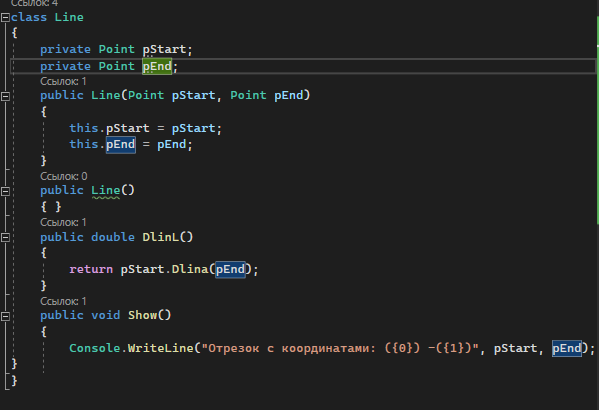 Ссылок: 4
class Line
{
private Point pStart;
private Point pEnd;
Ссылок: 1
public Line(Point pStart, Point pEnd)
{
this.pStart = pStart;
this.pEnd = pEnd;
}
Ссылок: 0
public Line()
{ }
Ссылок: 1
public double DlinL()
{
return pStart.Dlina(pEnd);
}
Ссылок: 1
public void Show()
{
Console.WriteLine("Отрезок с координатами: ({0}) -({1})", pStart, pEnd);
}
}